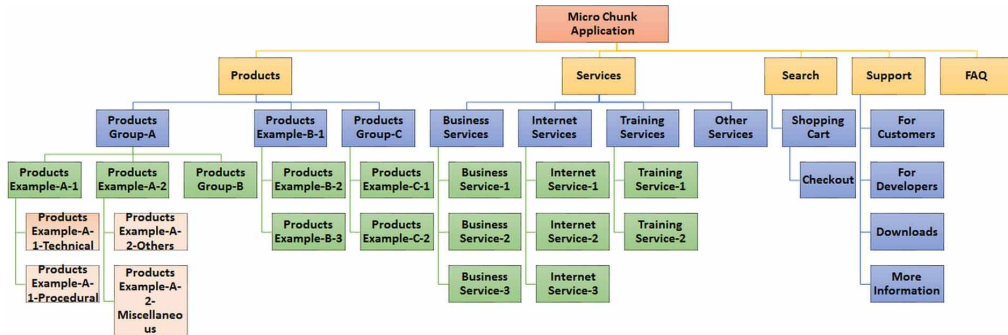 Micro Chunk
Application
Products
Services
Search
Support
FAQ
Products
Group-A
Products
Example-B-1
Products
Group-C
Business
Services
Internet
Services
Training
Services
Other
Services
Shopping
Cart
For
Customers
Products
Example-A-1
Products
Example-A-2
Products
Group-B
Products
Example-B-2
Products
Example-C-1
Business
Service-1
Internet
Service-1
Training
Service-1
Checkout
For
Developers
Products
Example-A-
1-Technical
Products
Example-A-
2-Others
Products
Example-B-3
Products
Example-C-2
Business
Service-2
Internet
Service-2
Training
Service-2
Downloads
Products
Example-A-
1-Procedural
Products
Example-A-
2-
Miscellaneo
us
Business
Service-3
Internet
Service-3
More
Information